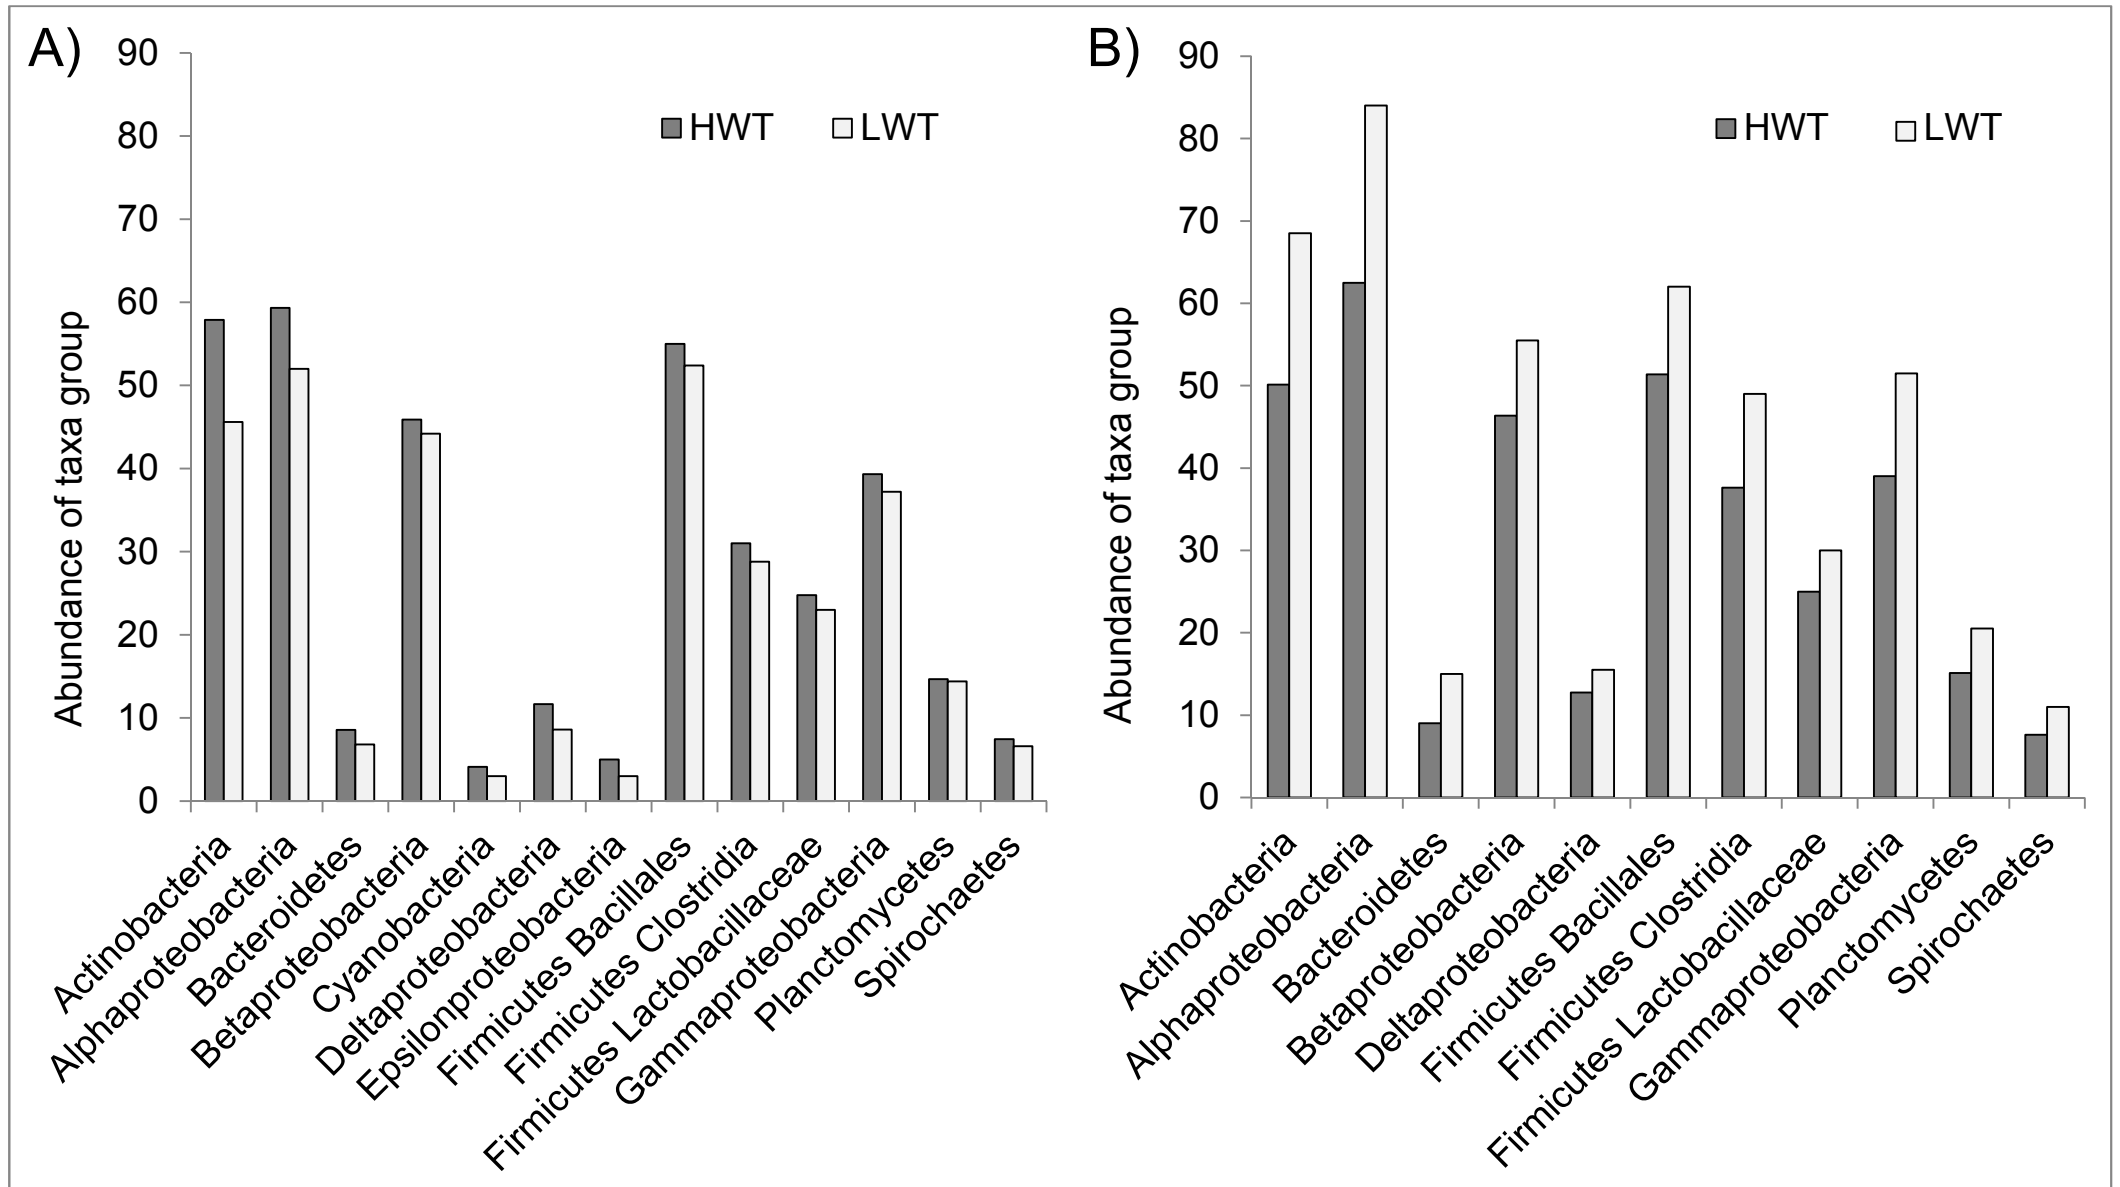 A)
Abundance of taxa group
90
80
70
60
50
40
30
20
10
0
HWT LWT
Actinobacteria
Alphaproteobacteria
Bacteroidetes
Betaproteobacteria
Cyanobacteria
Deltaproteobacteria
Epsilonproteobacteria
Firmicutes Bacillales
Firmicutes Clostridia
Firmicutes Lactobacillaceae
Gammaproteobacteria
Planctomycetes
Spirochaetes
B)
Abundance of taxa group
90
80
70
60
50
40
30
20
10
0
HWT LWT
Actinobacteria
Alphaproteobacteria
Bacteroidetes
Betaproteobacteria
Deltaproteobacteria
Firmicutes Bacillales
Firmicutes Clostridia
Firmicutes Lactobacillaceae
Gammaproteobacteria
Planctomycetes
Spirochaetes